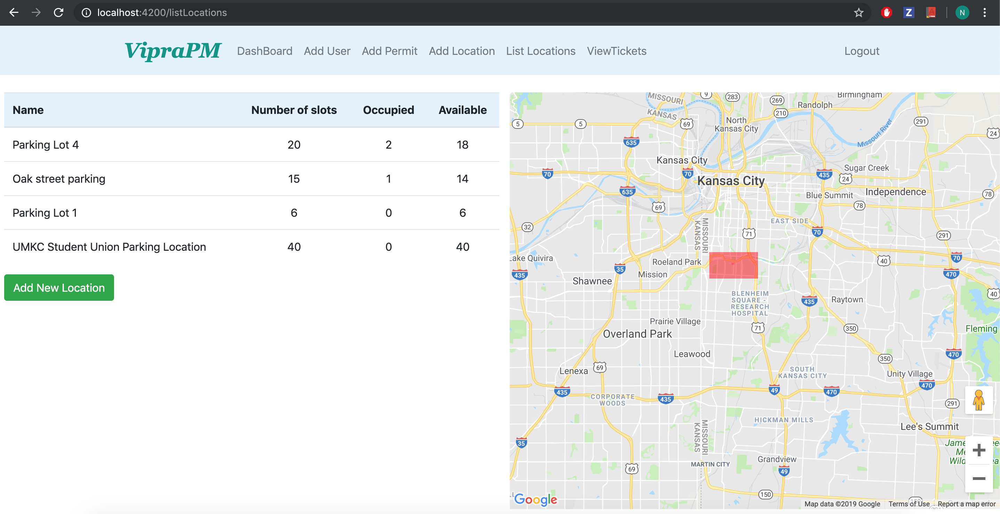 localhost:4200/listLocations
N
VipraPM DashBoard Add User Add Permit Add Location List Locations ViewTickets Logout
Name Number of slots Occupied Available
Parking Lot 4 20 2 18
Oak street parking 15 1 14
Parking Lot 1 6 0 6
UMKC Student Union Parking Location 40 0 40
Add New Location
MISSOURI
KANSAS
9
283
269
210
Birmingham
Randolph
North
Kansas City
5
5
69
291
24
Missouri River
635
Kansas City
70
70
Kansas City
435
Sugar Creek
24
635
Blue Summit
Independence
78
78
69
32
EAST SIDE
MISSOURI
KANSAS
71
70
291
Lake Quivira
Roeland Park
40
70
435
35
Mission
470
Shawnee
BLENHEIM
SQUARE -
RESEARCH
HOSPITAL
435
Raytown
40
Prairie Village
71
350
Fleming
Overland Park
Leawood
470
350
69
Lenexa
SOUTH
KANSAS CITY
Unity Village
470
435
49
470
CORPORATE
WOODS
435
291
HICKMAN MILLS
Lee's Summit
MISSOURI
KANSAS
35
MARTIN CITY
Grandview
69
49
150
Google
Map data ©2019 Google Terms of Use Report a map error